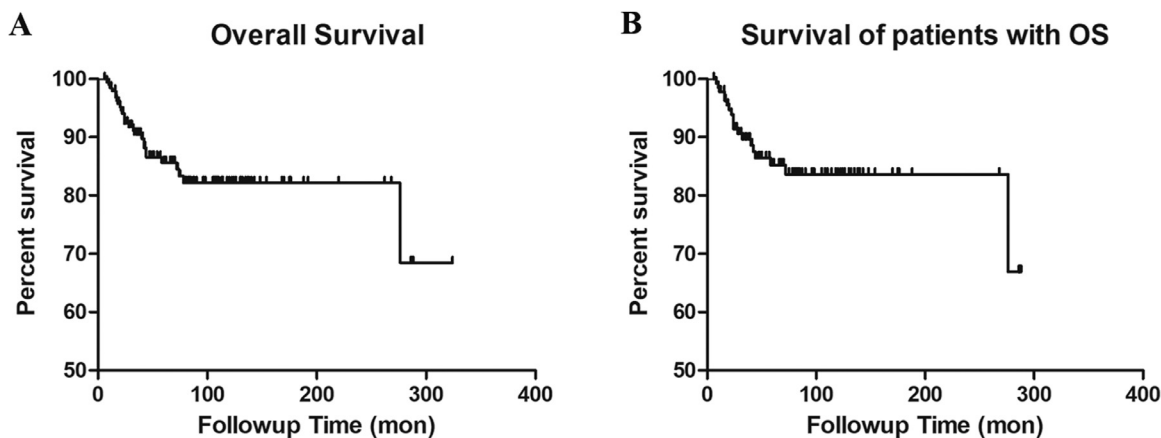 A
Overall Survival
Percent survival
100
90
80
70
60
50
0 100 200 300 400
Followup Time (mon)
B
Survival of patients with OS
Percent survival
100
90
80
70
60
50
0 100 200 300 400
Followup Time (mon)